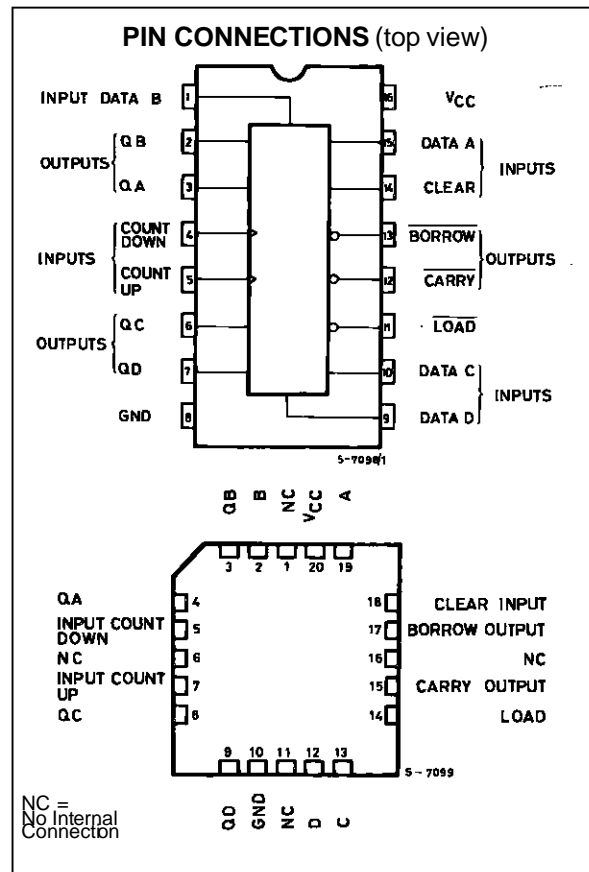 PIN CONNECTIONS (top view)
INPUT DATA B 1 16 VCC
OUTPUTS QB 2 15 DATA A INPUTS
QA 3 14 CLEAR
INPUTS COUNT DOWN 4 13 BORROW OUTPUTS
COUNT UP 5 12 CARRY
OUTPUTS QC 6 11 LOAD
QD 7 10 DATA C INPUTS
GND 8 9 DATA D
S-7098/1
QB B NC VCC A
3 2 1 20 19
QA 4 18 CLEAR INPUT
INPUT COUNT DOWN 5 17 BORROW OUTPUT
NC 6 16 NC
INPUT COUNT UP 7 15 CARRY OUTPUT
QC 8 14 LOAD
9 10 11 12 13
S-7099
QD GND NC D C
NC =
No Internal
Connection